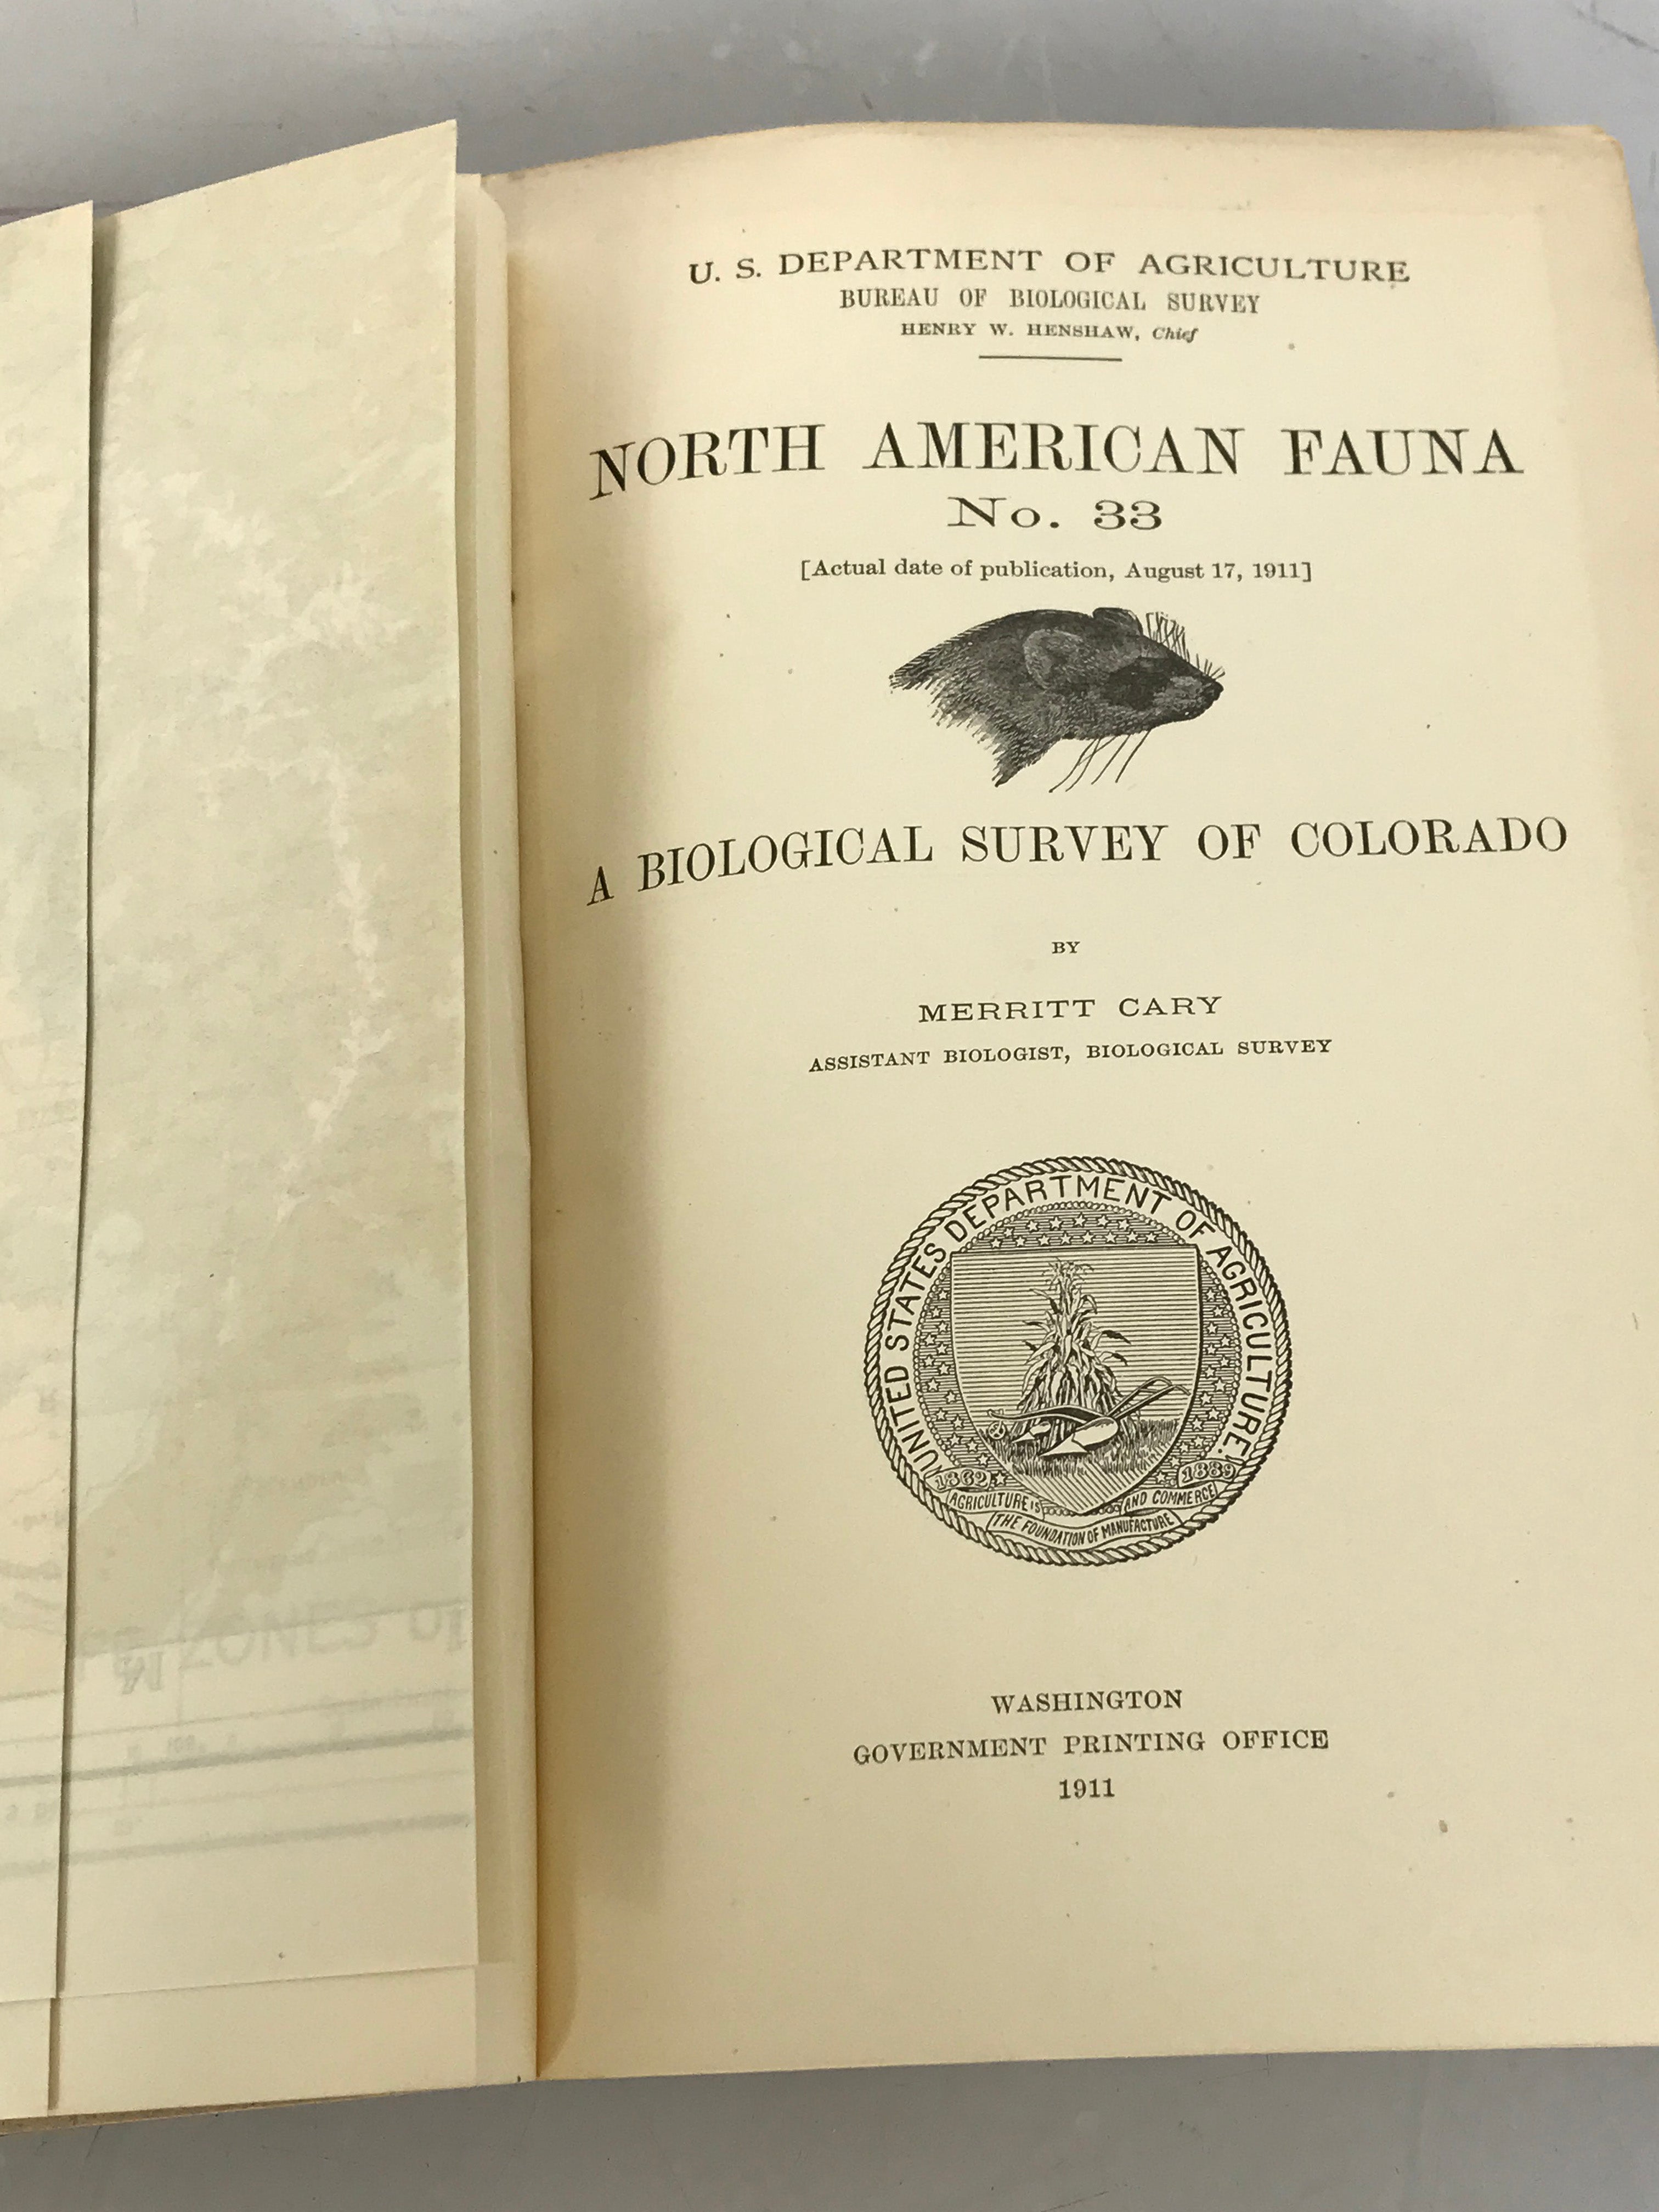 U. S. DEPARTMENT OF AGRICULTURE
BUREAU OF BIOLOGICAL SURVEY
HENRY W. HENSHAW, Chief
NORTH AMERICAN FAUNA
No. 33
[Actual date of publication, August 17, 1911]
A BIOLOGICAL SURVEY OF COLORADO
BY
MERRITT CARY
ASSISTANT BIOLOGIST, BIOLOGICAL SURVEY
UNITED STATES DEPARTMENT OF AGRICULTURE.
1862 1889
AGRICULTURE IS
THE FOUNDATION OF MANUFACTURE
AND COMMERCE
WASHINGTON
GOVERNMENT PRINTING OFFICE
1911
ZONES OF